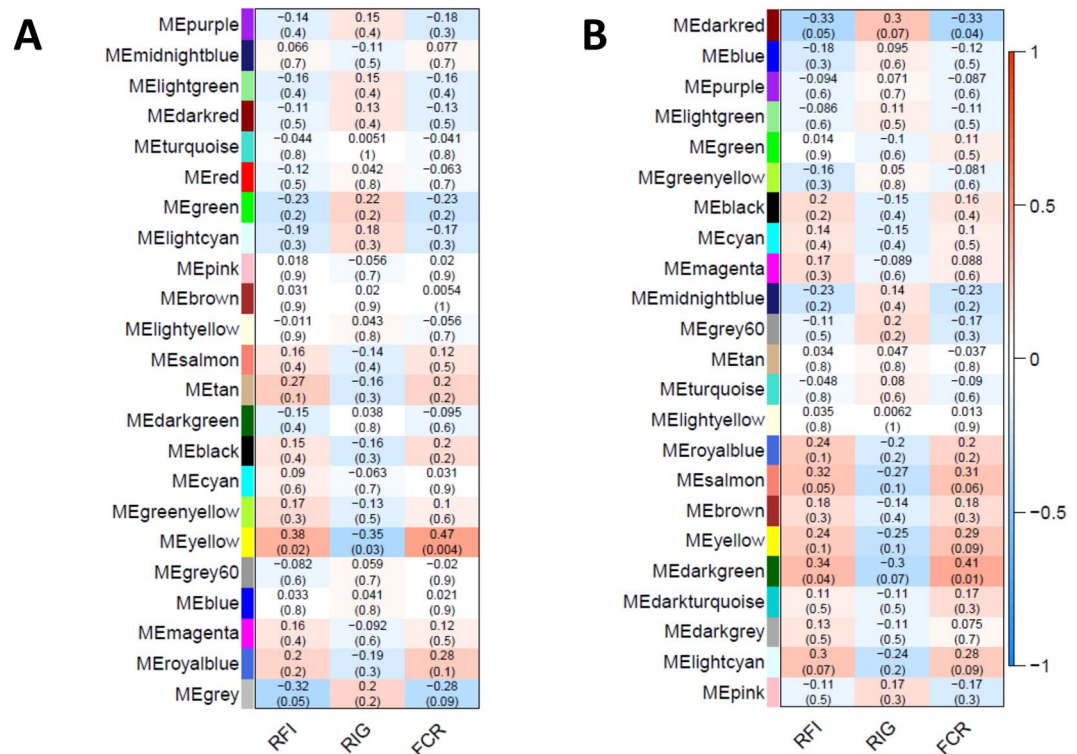 A
MEpurple −0.14 0.15 −0.18
(0.4) (0.4) (0.3)
MEmidnightblue 0.066 −0.11 0.077
(0.7) (0.5) (0.7)
MElightgreen −0.16 0.15 −0.16
(0.4) (0.4) (0.4)
MEdarkred −0.11 0.13 −0.13
(0.5) (0.4) (0.5)
MEturquoise −0.044 0.0051 −0.041
(0.8) (1) (0.8)
MEred −0.12 0.042 −0.063
(0.5) (0.8) (0.7)
MEgreen −0.23 0.22 −0.23
(0.2) (0.2) (0.2)
MElightcyan −0.19 0.18 −0.17
(0.3) (0.3) (0.3)
MEpink 0.018 −0.056 0.02
(0.9) (0.7) (0.9)
MEbrown 0.031 0.02 0.0054
(0.9) (0.9) (1)
MElightyellow −0.011 0.043 −0.056
(0.9) (0.8) (0.7)
MEsalmon 0.16 −0.14 0.12
(0.4) (0.4) (0.5)
MEtan 0.27 −0.16 0.2
(0.1) (0.3) (0.2)
MEdarkgreen −0.15 0.038 −0.095
(0.4) (0.8) (0.6)
MEblack 0.15 −0.16 0.2
(0.4) (0.3) (0.2)
MEcyan 0.09 −0.063 0.031
(0.6) (0.7) (0.9)
MEgreenyellow 0.17 −0.13 0.1
(0.3) (0.5) (0.6)
MEyellow 0.38 −0.35 0.47
(0.02) (0.03) (0.004)
MEgrey60 −0.082 0.059 −0.02
(0.6) (0.7) (0.9)
MEblue 0.033 0.041 0.021
(0.8) (0.8) (0.9)
MEmagenta 0.16 −0.092 0.12
(0.4) (0.6) (0.5)
MEroyalblue 0.2 −0.19 0.28
(0.2) (0.3) (0.1)
MEgrey −0.32 0.2 −0.28
(0.05) (0.2) (0.09)
RFI RIG FCR
B
MEdarkred −0.33 0.3 −0.33
(0.05) (0.07) (0.04)
MEblue −0.18 0.095 −0.12
(0.3) (0.6) (0.5)
MEpurple −0.094 0.071 −0.087
(0.6) (0.7) (0.6)
MElightgreen −0.086 0.11 −0.11
(0.6) (0.5) (0.5)
MEgreen 0.014 −0.1 0.11
(0.9) (0.6) (0.5)
MEgreenyellow −0.16 0.05 −0.081
(0.3) (0.8) (0.6)
MEblack 0.2 −0.15 0.16
(0.2) (0.4) (0.4)
MEcyan 0.14 −0.15 0.1
(0.4) (0.4) (0.5)
MEmagenta 0.17 −0.089 0.088
(0.3) (0.6) (0.6)
MEmidnightblue −0.23 0.14 −0.23
(0.2) (0.4) (0.2)
MEgrey60 −0.11 0.2 −0.17
(0.5) (0.2) (0.3)
MEtan 0.034 0.047 −0.037
(0.8) (0.8) (0.8)
MEturquoise −0.048 0.08 −0.09
(0.8) (0.6) (0.6)
MElightyellow 0.035 0.0062 0.013
(0.8) (1) (0.9)
MEroyalblue 0.24 −0.2 0.2
(0.1) (0.2) (0.2)
MEsalmon 0.32 −0.27 0.31
(0.05) (0.1) (0.06)
MEbrown 0.18 −0.14 0.18
(0.3) (0.4) (0.3)
MEyellow 0.24 −0.25 0.29
(0.1) (0.1) (0.09)
MEdarkgreen 0.34 −0.3 0.41
(0.04) (0.07) (0.01)
MEdarkturquoise 0.11 −0.11 0.17
(0.5) (0.5) (0.3)
MEdarkgrey 0.13 −0.11 0.075
(0.5) (0.5) (0.7)
MElightcyan 0.3 −0.24 0.28
(0.07) (0.2) (0.09)
MEpink −0.11 0.17 −0.17
(0.5) (0.3) (0.3)
RFI RIG FCR
1
0.5
0
−0.5
−1